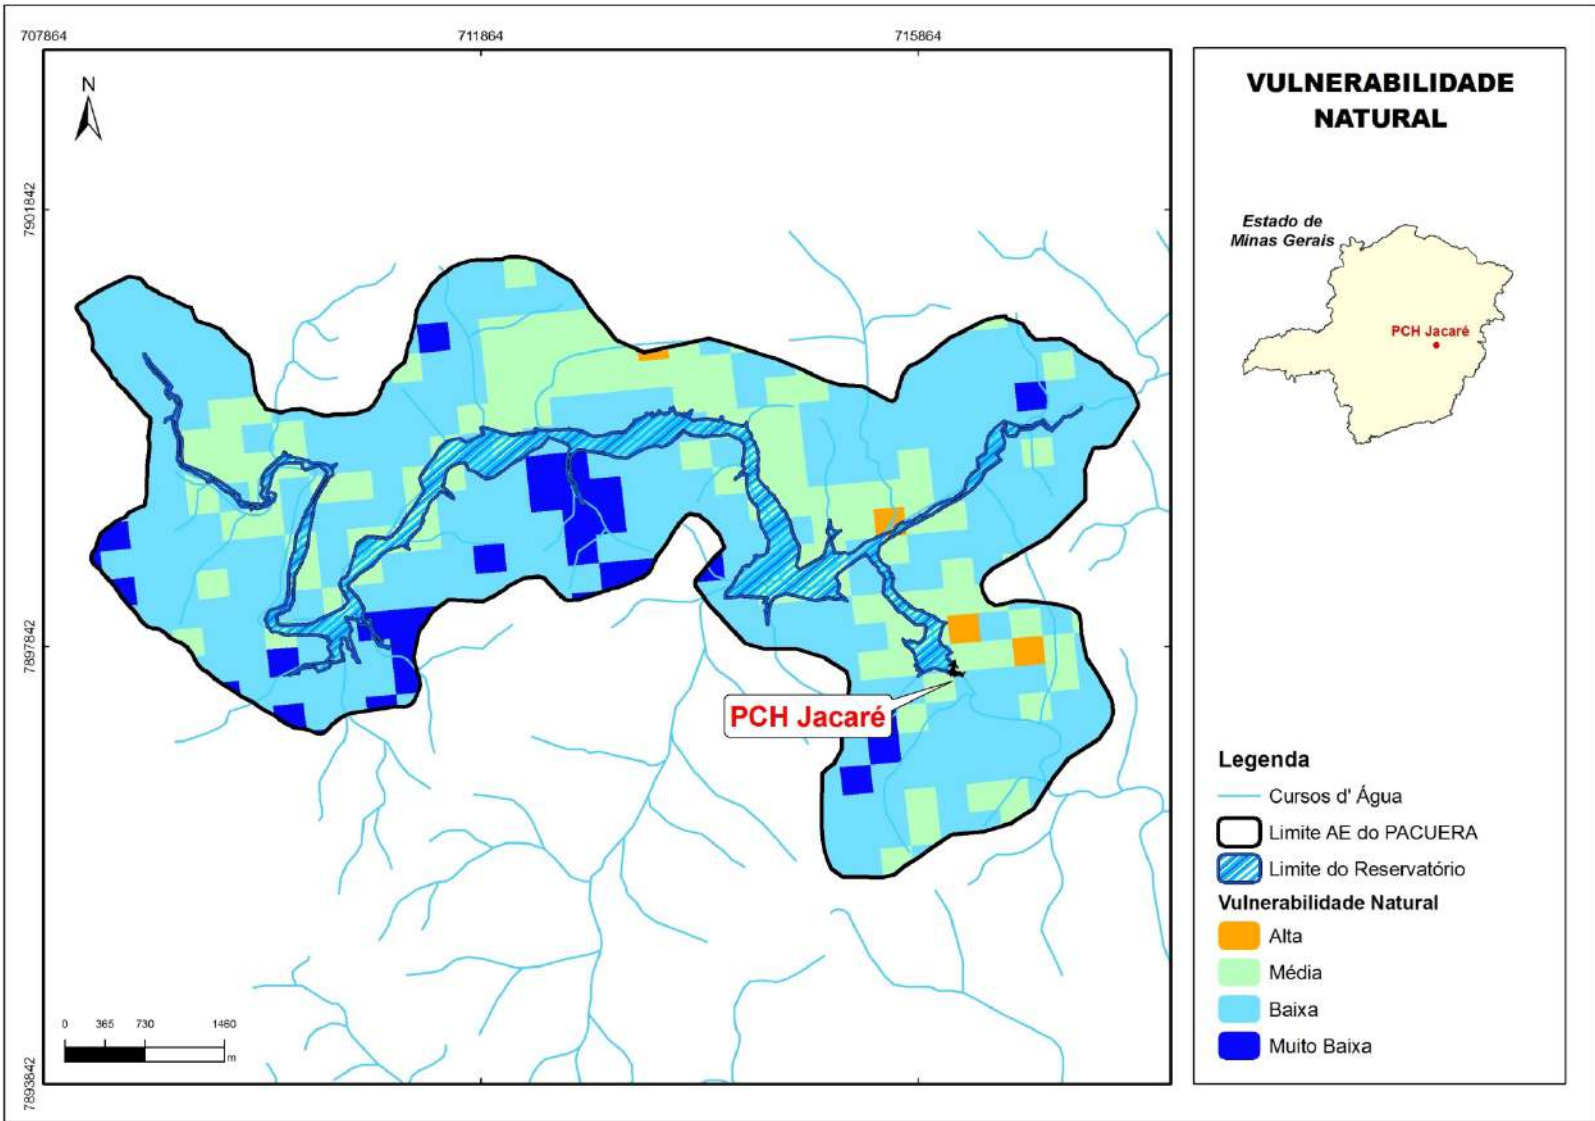 707864
711864
715864
N
7901842
7897842
7893842
PCH Jacaré
0 365 730 1460
m
VULNERABILIDADE
NATURAL
Estado de
Minas Gerais
PCH Jacaré
Legenda
Cursos d' Água
Limite AE do PACUERA
Limite do Reservatório
Vulnerabilidade Natural
Alta
Média
Baixa
Muito Baixa